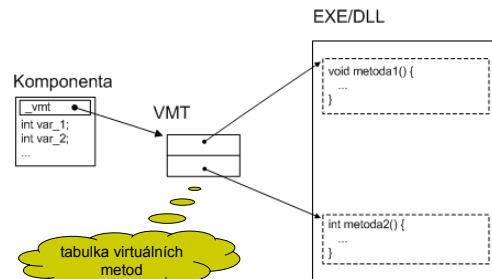 EXE/DLL
Komponenta
_vmt
int var_1;
int var_2;
...
VMT
void metoda1() {
...
}
int metoda2() {
...
}
tabulka virtuálních
metod